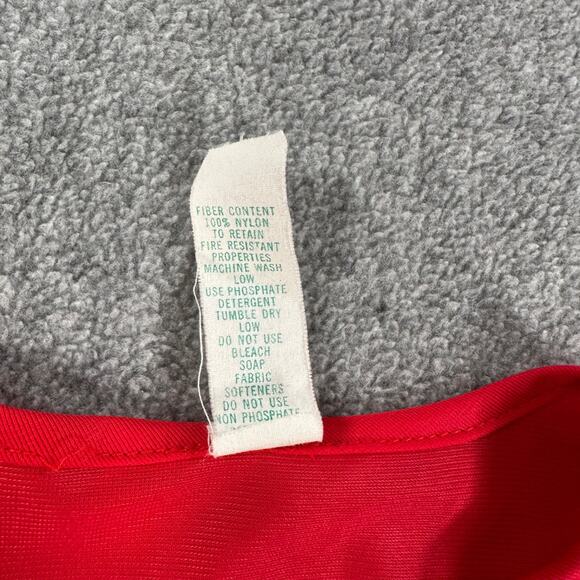 FIBER CONTENT
100% NYLON
TO RETAIN
FIRE RESISTANT
PROPERTIES
MACHINE WASH
LOW
USE PHOSPHATE
DETERGENT
TUMBLE DRY
LOW
DO NOT USE
BLEACH
SOAP
FABRIC
SOFTENERS
DO NOT USE
NON PHOSPHATE